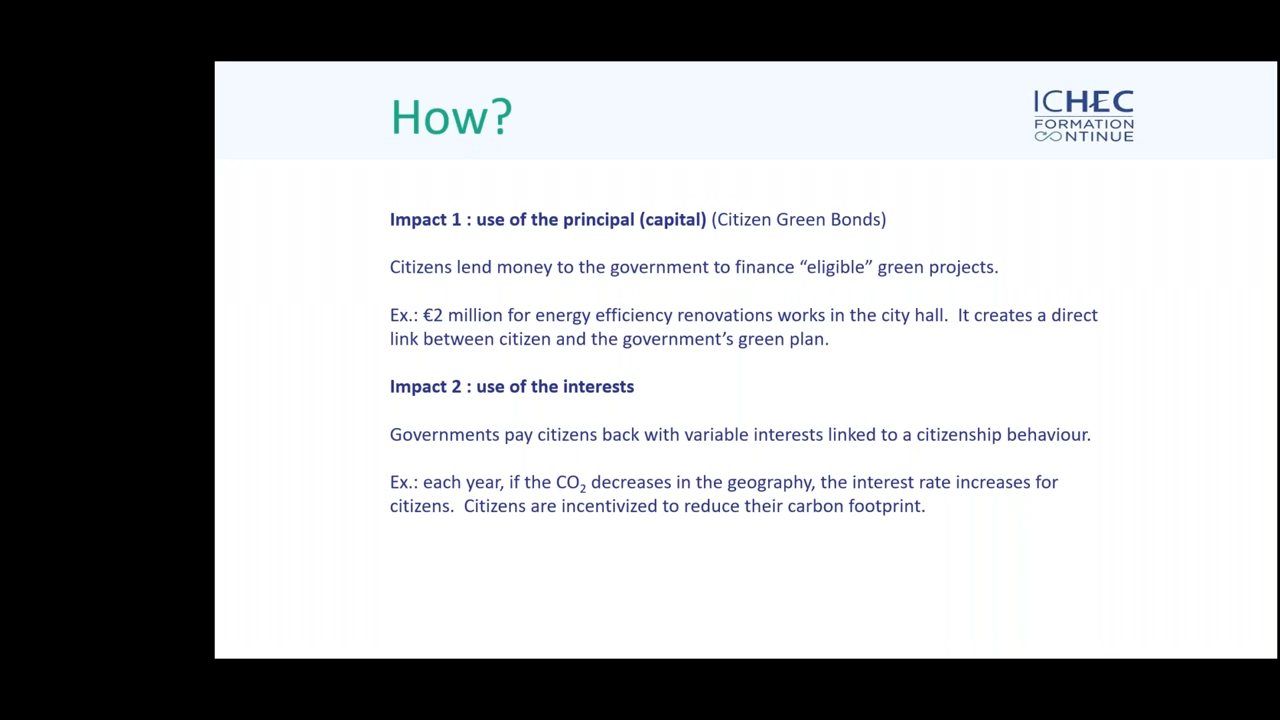 How?
ICHEC
FORMATION
CONTINUE
Impact 1 : use of the principal (capital) (Citizen Green Bonds)
Citizens lend money to the government to finance “eligible” green projects.
Ex.: €2 million for energy efficiency renovations works in the city hall.  It creates a direct
link between citizen and the government’s green plan.
Impact 2 : use of the interests
Governments pay citizens back with variable interests linked to a citizenship behaviour.
Ex.: each year, if the CO₂ decreases in the geography, the interest rate increases for
citizens.  Citizens are incentivized to reduce their carbon footprint.